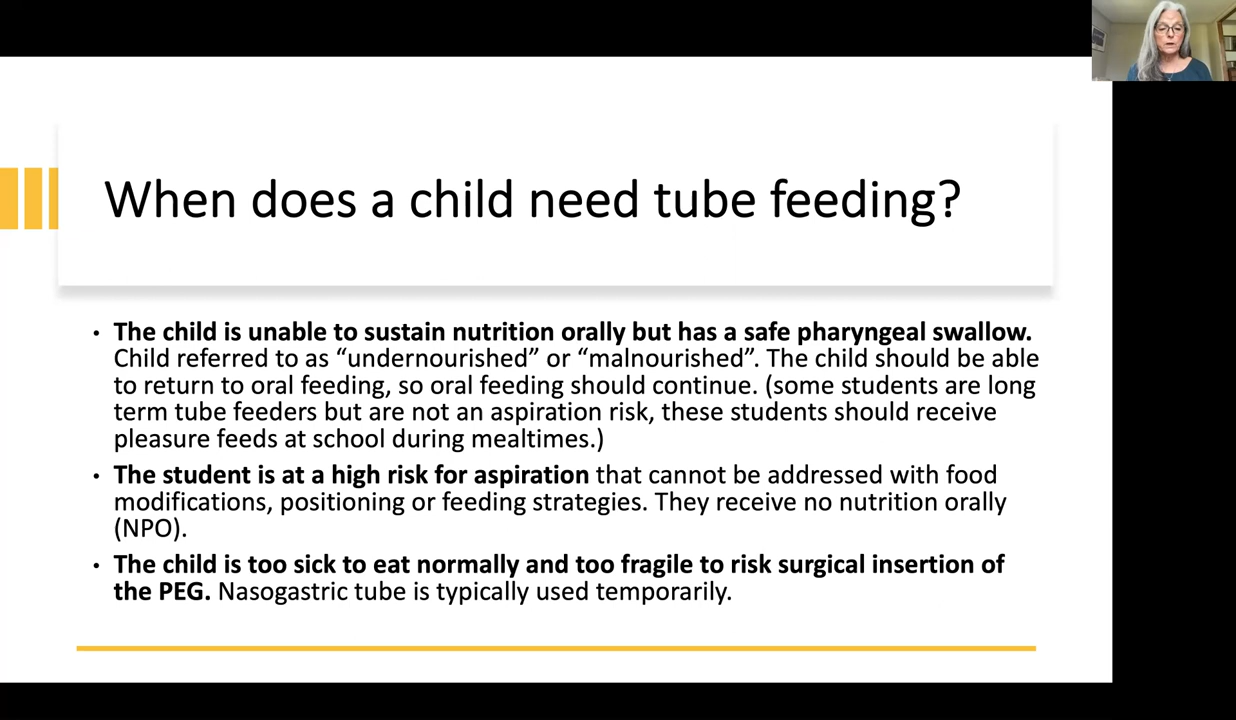 When does a child need tube feeding?
• The child is unable to sustain nutrition orally but has a safe pharyngeal swallow.
Child referred to as “undernourished” or “malnourished”. The child should be able
to return to oral feeding, so oral feeding should continue. (some students are long
term tube feeders but are not an aspiration risk, these students should receive
pleasure feeds at school during mealtimes.)
• The student is at a high risk for aspiration that cannot be addressed with food
modifications, positioning or feeding strategies. They receive no nutrition orally
(NPO).
• The child is too sick to eat normally and too fragile to risk surgical insertion of
the PEG. Nasogastric tube is typically used temporarily.